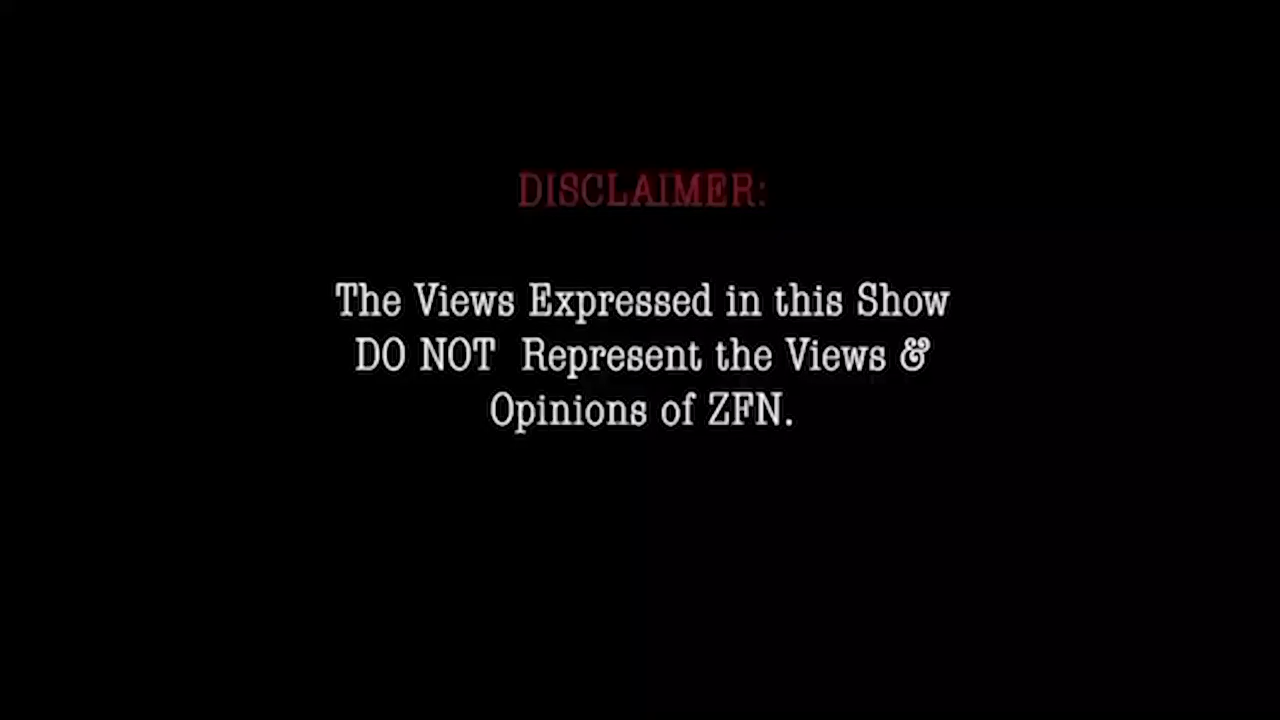 DISCLAIMER:
The Views Expressed in this Show
DO NOT Represent the Views &
Opinions of ZFN.